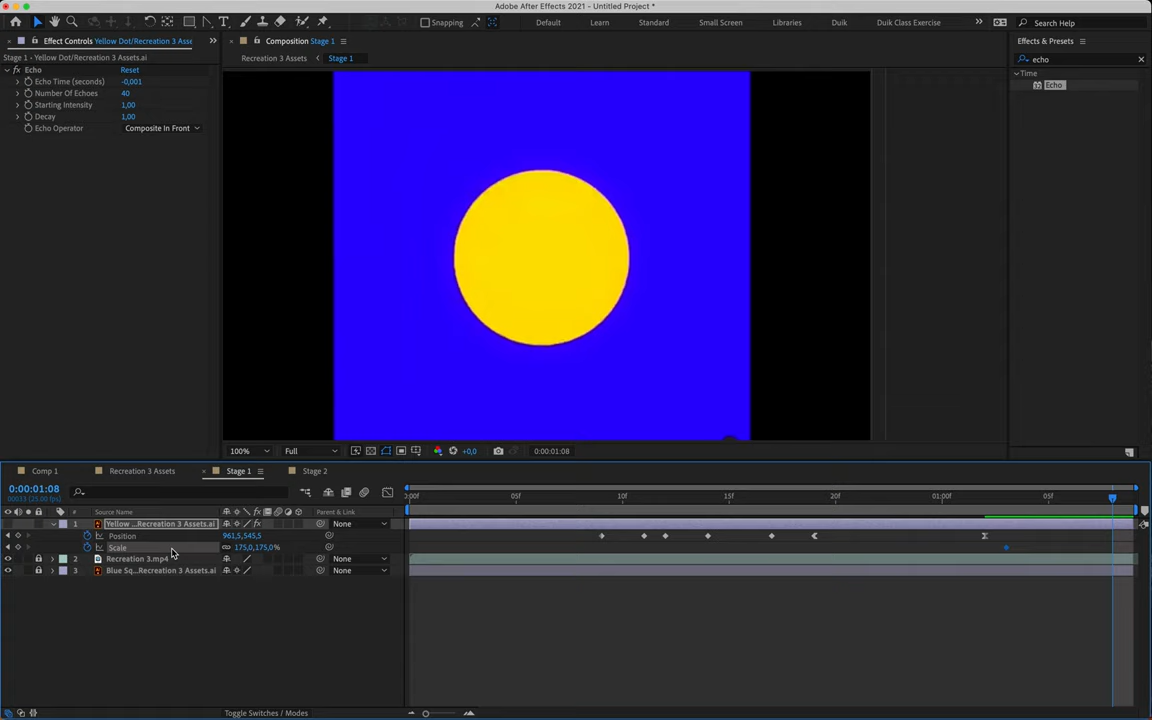 Adobe After Effects 2021 - Untitled Project *
Snapping
Default
Learn
Standard
Small Screen
Libraries
Duik
Duik Class Exercise
Search Help
Effect Controls Yellow Dot/Recreation 3 Asse
Composition Stage 1
Effects & Presets
Stage 1 • Yellow Dot/Recreation 3 Assets.ai
Recreation 3 Assets
Stage 1
echo
fx Echo
Reset
Echo Time (seconds)
-0,001
Number Of Echoes
40
Starting Intensity
1,00
Decay
1,00
Echo Operator
Composite In Front
Time
Echo
100%
Full
+0,0
0:00:01:08
Comp 1
Recreation 3 Assets
Stage 1
Stage 2
0:00:01:08
00033 (25.00 fps)
:00f
05f
10f
15f
20f
01:00f
05f
#
Source Name
Parent & Link
1
Yellow ...Recreation 3 Assets.ai
None
Position
961,5,545,5
Scale
175,0,175,0%
2
Recreation 3.mp4
None
3
Blue Sq...Recreation 3 Assets.ai
None
Toggle Switches / Modes